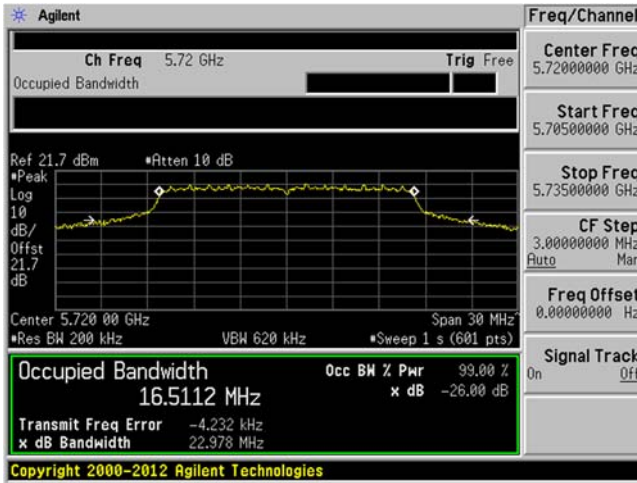 Agilent
Freq/Channel
Ch Freq 5.72 GHz Trig Free
Occupied Bandwidth
Center Freq
5.72000000 GHz
Start Freq
5.70500000 GHz
Stop Freq
5.73500000 GHz
CF Step
3.00000000 MHz
Auto Man
Freq Offset
0.00000000 Hz
Signal Track
On Off
Ref 21.7 dBm #Atten 10 dB
#Peak
Log
10
dB/
Offst
21.7
dB
Center 5.720 00 GHz Span 30 MHz
#Res BW 200 kHz VBW 620 kHz #Sweep 1 s (601 pts)
Occupied Bandwidth Occ BW % Pwr 99.00 %
16.5112 MHz x dB -26.00 dB
Transmit Freq Error -4.232 kHz
x dB Bandwidth 22.978 MHz
Copyright 2000-2012 Agilent Technologies